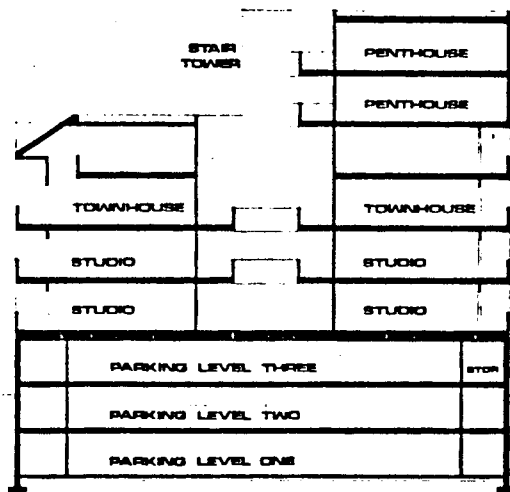 STAIR
TOWER
PENTHOUSE
PENTHOUSE
TOWNHOUSE TOWNHOUSE
STUDIO STUDIO
STUDIO STUDIO
PARKING LEVEL THREE STOR
PARKING LEVEL TWO
PARKING LEVEL ONE